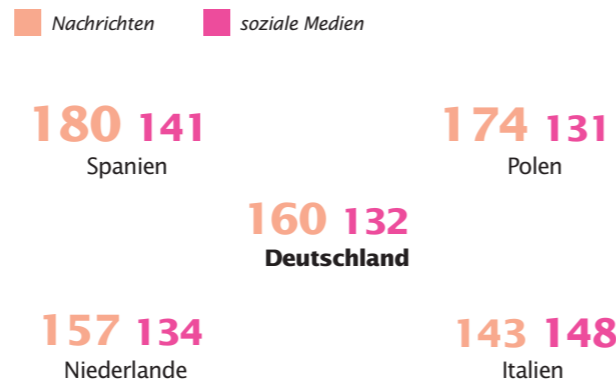 Nachrichten soziale Medien
180 141
Spanien
174 131
Polen
160 132
Deutschland
157 134
Niederlande
143 148
Italien